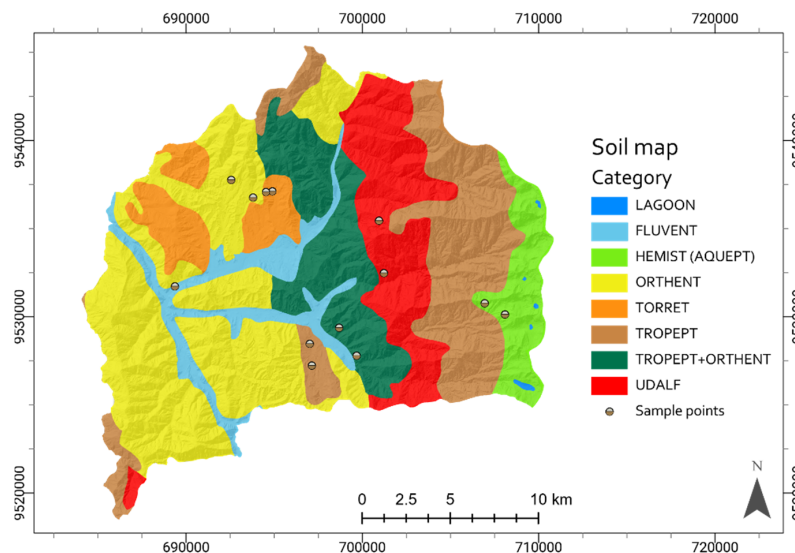 690000 700000 710000 720000
9540000
9530000
9520000
Soil map
Category
LAGOON
FLUVENT
HEMIST (AQUEPT)
ORTHENT
TORRET
TROPEPT
TROPEPT+ORTHENT
UDALF
Sample points
N
0 2.5 5 10 km
690000 700000 710000 720000